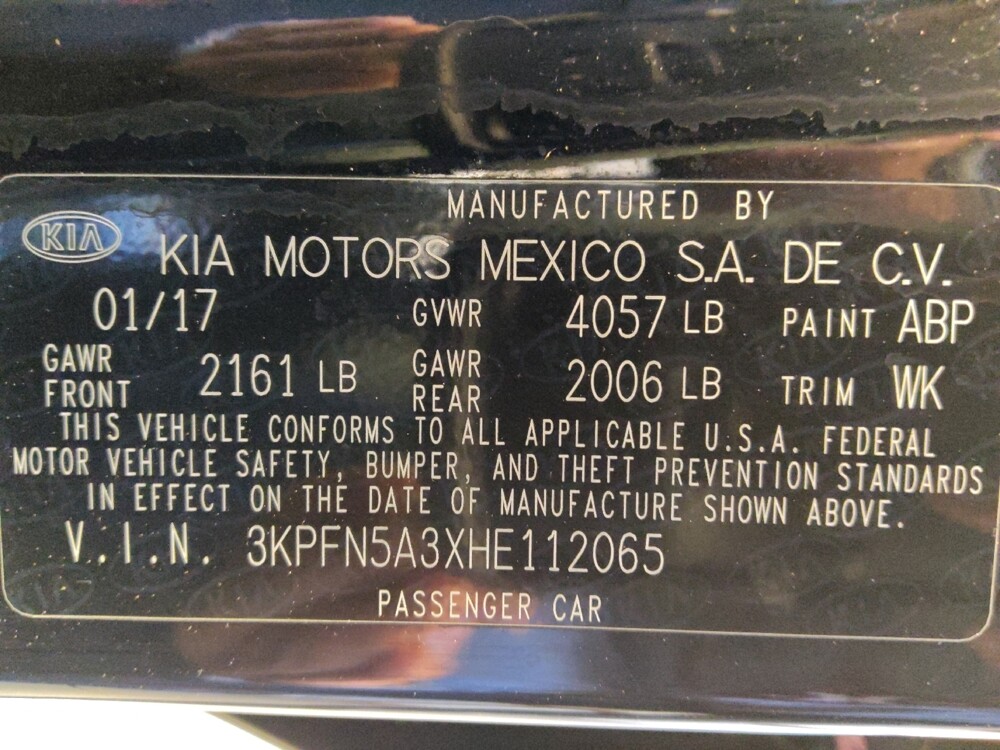 MANUFACTURED BY
KIA
KIA MOTORS MEXICO S.A. DE C.V.
01/17 GVWR 4057 LB PAINT ABP
GAWR FRONT 2161 LB GAWR REAR 2006 LB TRIM WK
THIS VEHICLE CONFORMS TO ALL APPLICABLE U.S.A. FEDERAL
MOTOR VEHICLE SAFETY, BUMPER, AND THEFT PREVENTION STANDARDS
IN EFFECT ON THE DATE OF MANUFACTURE SHOWN ABOVE.
V.I.N. 3KPFN5A3XHE112065
PASSENGER CAR